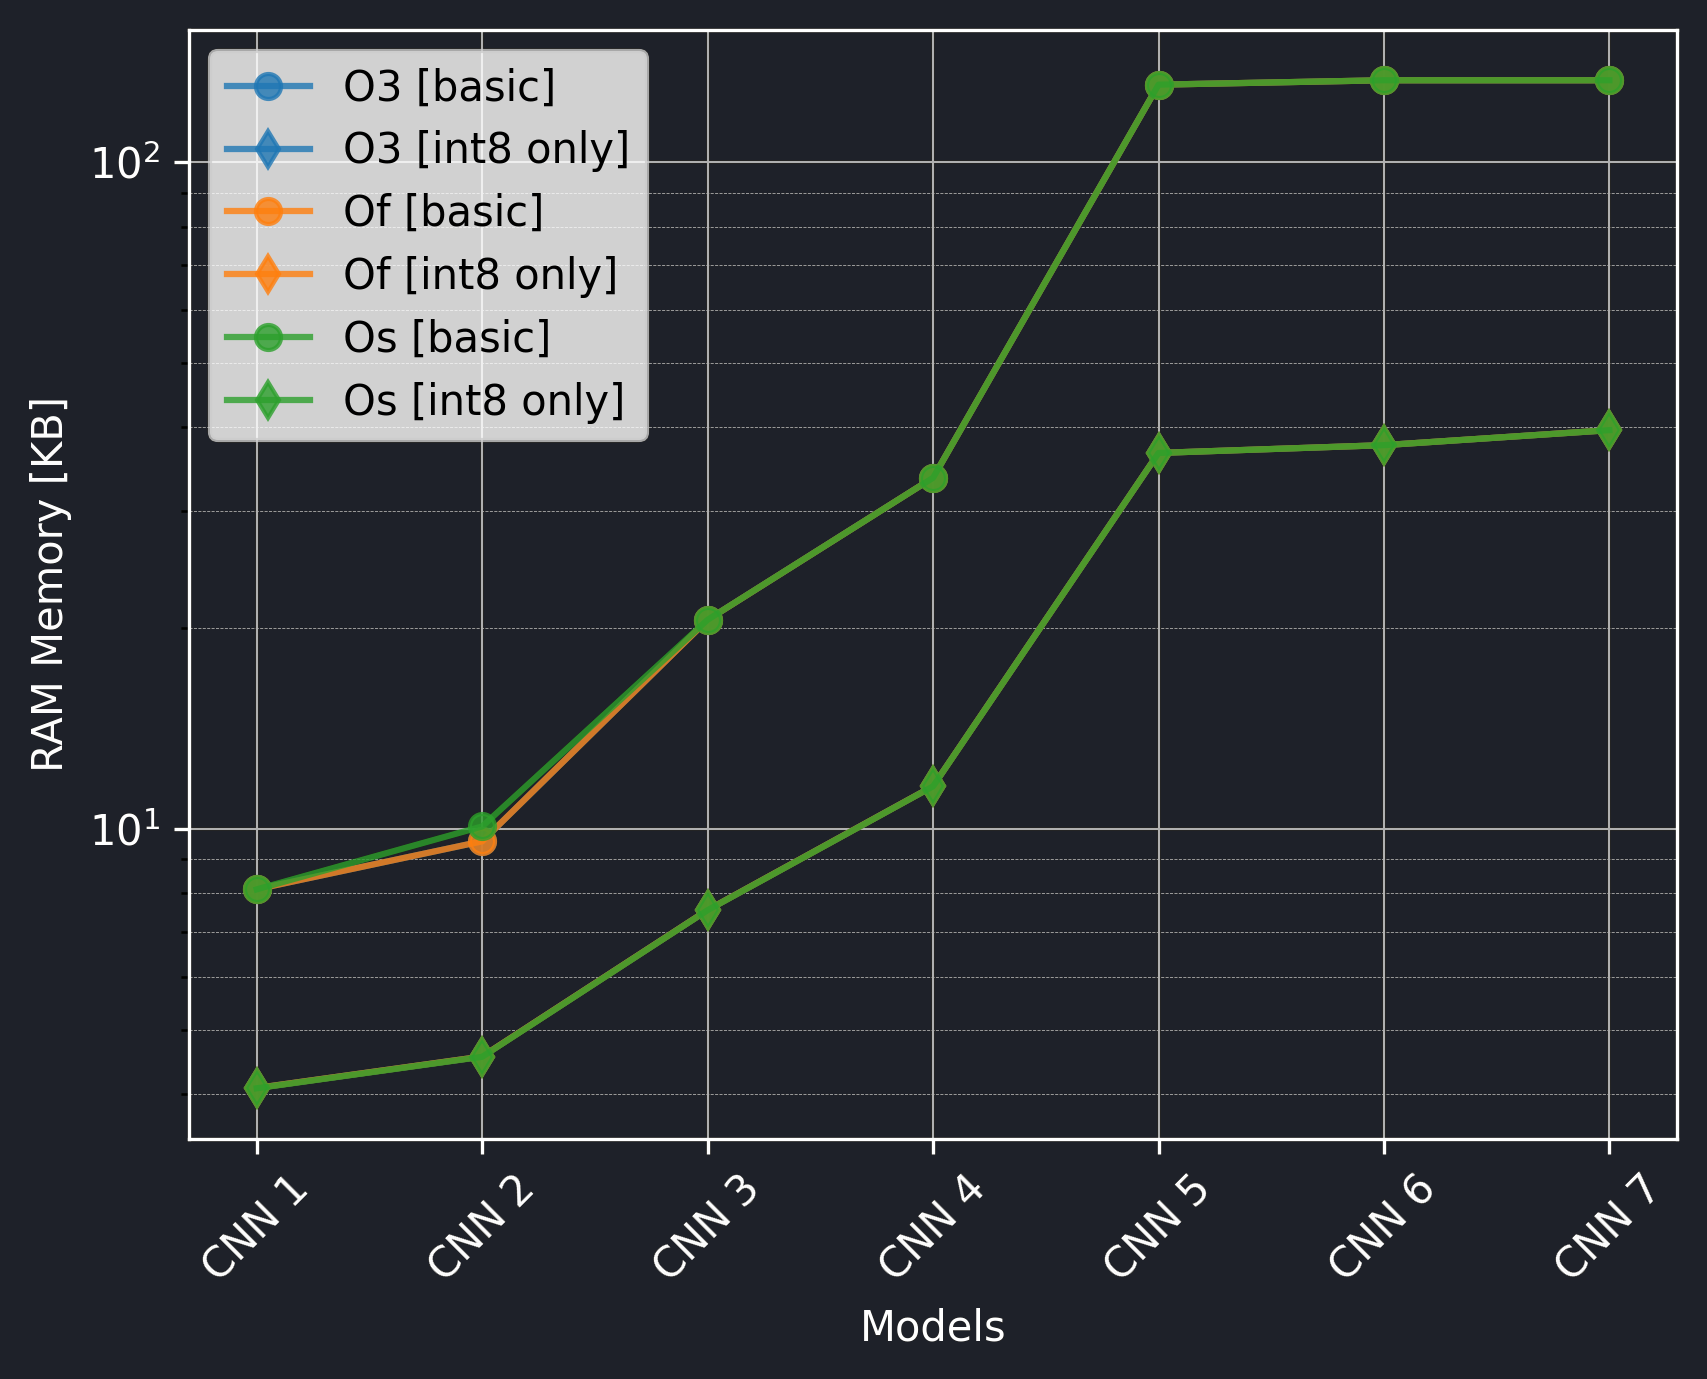 O3 [basic]
O3 [int8 only]
Of [basic]
Of [int8 only]
Os [basic]
Os [int8 only]
10²
10¹
RAM Memory [KB]
CNN 1
CNN 2
CNN 3
CNN 4
CNN 5
CNN 6
CNN 7
Models